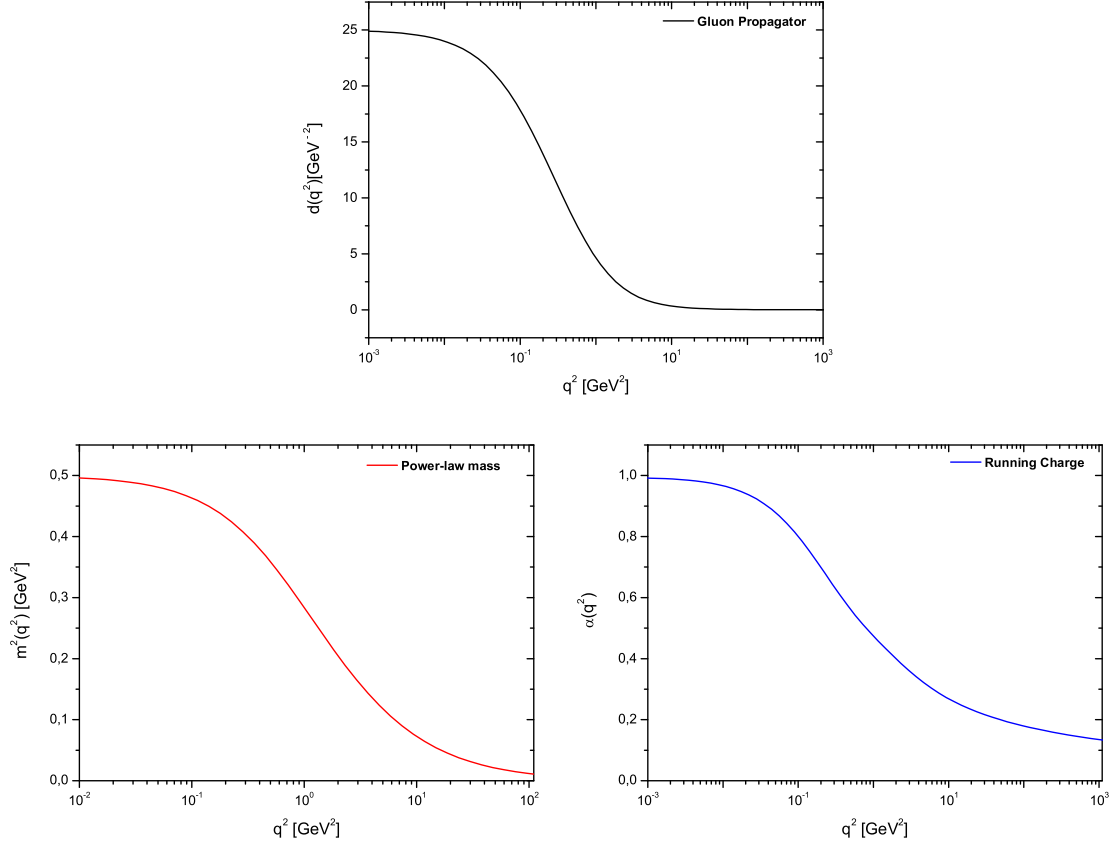 Gluon Propagator
25
20
15
10
5
0
d(q²)[GeV⁻²]
10⁻³ 10⁻¹ 10¹ 10³
q² [GeV²]
Power-law mass
0,5
0,4
0,3
0,2
0,1
0,0
m²(q²) [GeV²]
10⁻² 10⁻¹ 10⁰ 10¹ 10²
q² [GeV²]
Running Charge
1,0
0,8
0,6
0,4
0,2
0,0
α(q²)
10⁻³ 10⁻¹ 10¹ 10³
q² [GeV²]